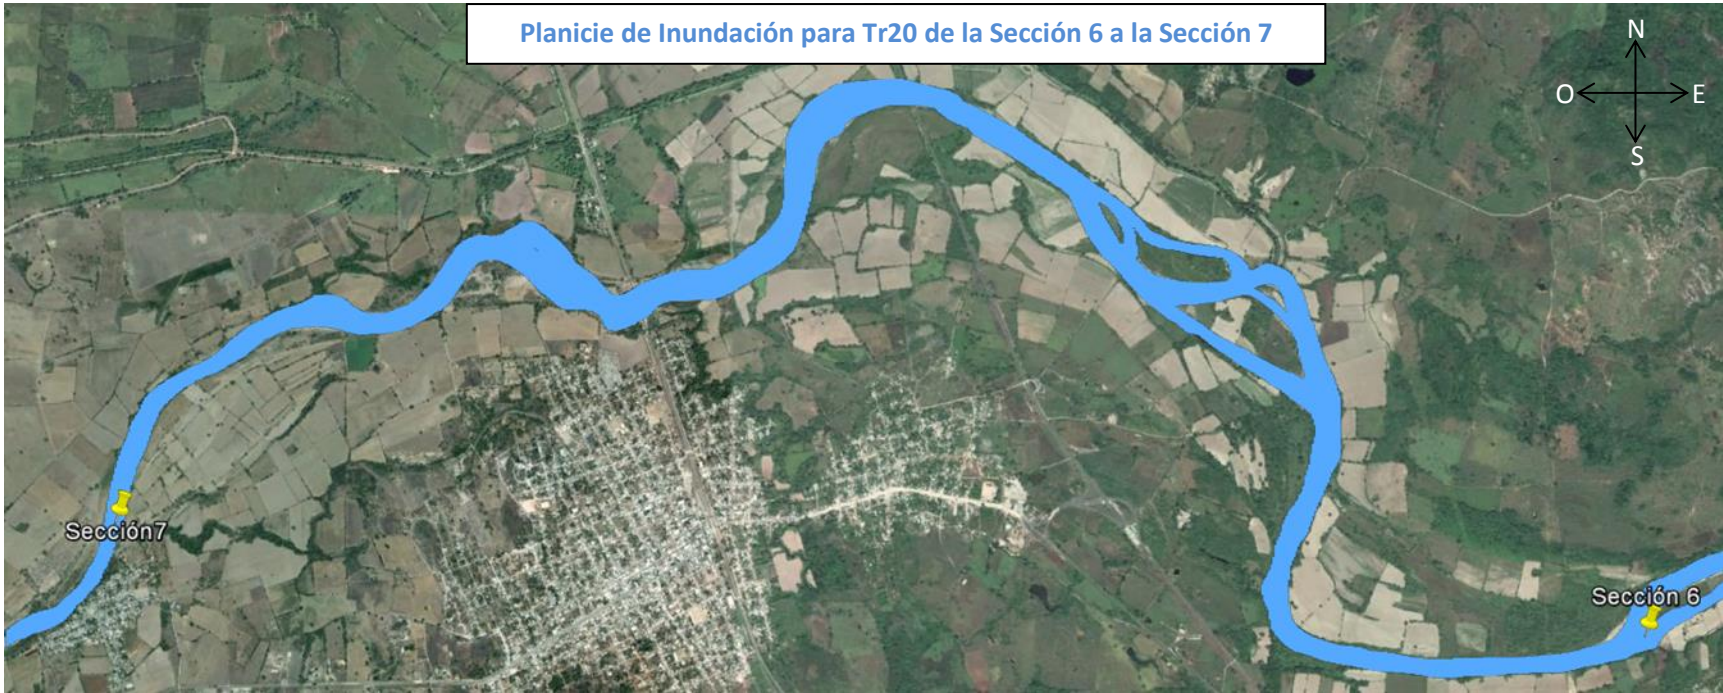 Planicie de Inundación para Tr20 de la Sección 6 a la Sección 7
N
O E
S
Sección7
Sección 6